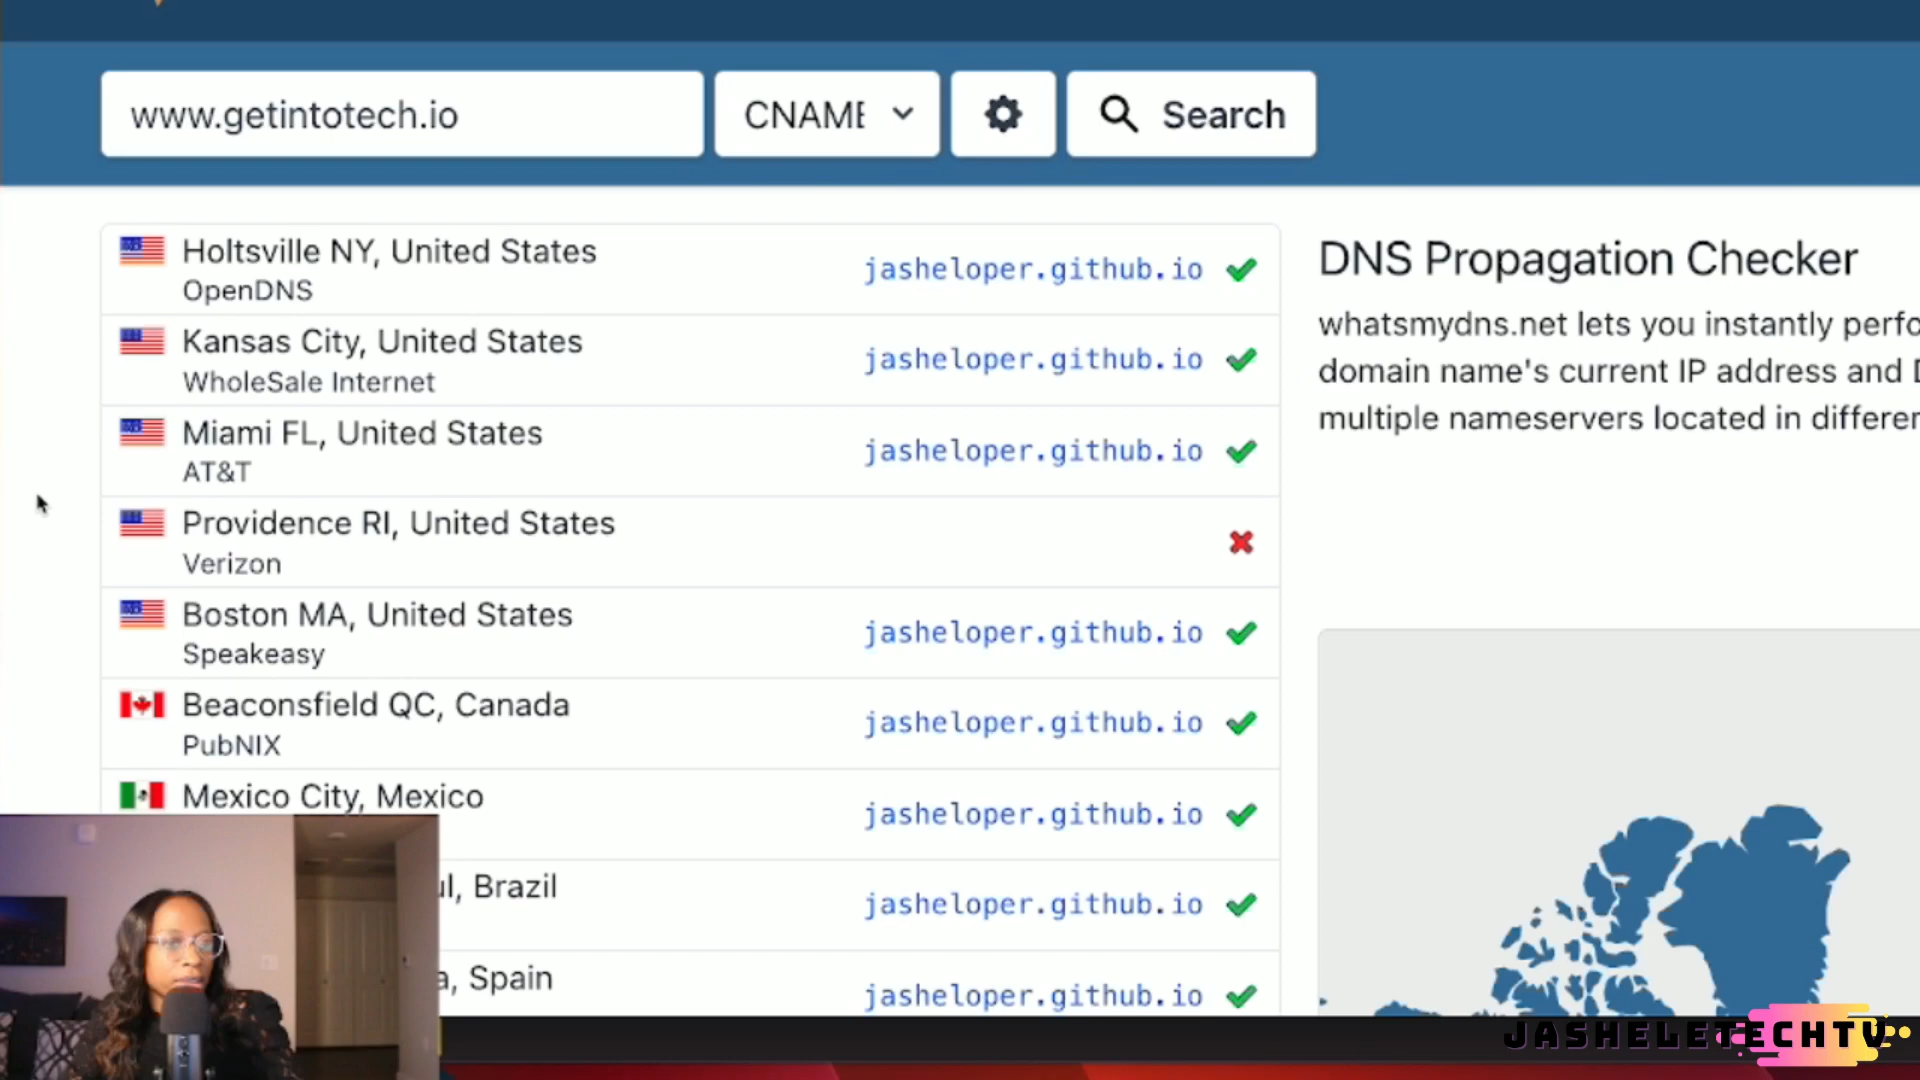 www.getintotech.io
CNAME
Search
Holtsville NY, United States
OpenDNS
jasheloper.github.io
Kansas City, United States
WholeSale Internet
jasheloper.github.io
Miami FL, United States
AT&T
jasheloper.github.io
Providence RI, United States
Verizon
Boston MA, United States
Speakeasy
jasheloper.github.io
Beaconsfield QC, Canada
PubNIX
jasheloper.github.io
Mexico City, Mexico
jasheloper.github.io
ul, Brazil
jasheloper.github.io
a, Spain
jasheloper.github.io
DNS Propagation Checker
whatsmydns.net lets you instantly perfo
domain name's current IP address and D
multiple nameservers located in differen
JASHELETECHTV